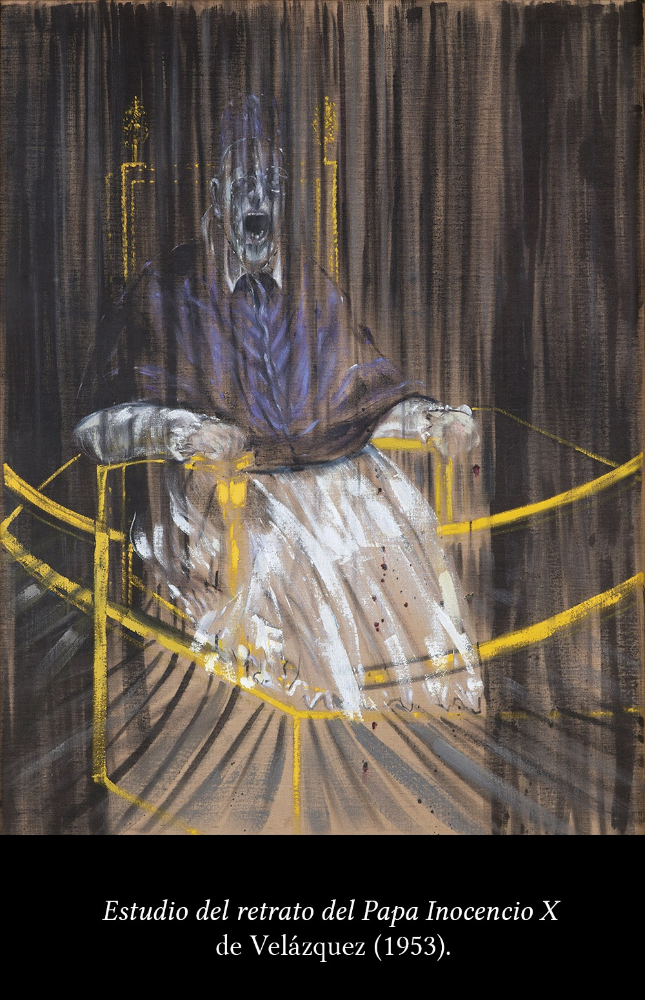 Estudio del retrato del Papa Inocencio X
de Velázquez (1953).